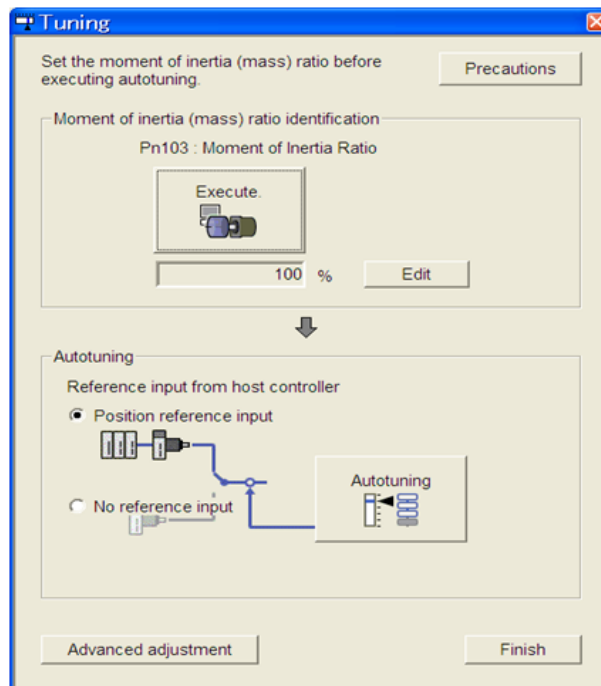 Tuning
Set the moment of inertia (mass) ratio before
executing autotuning.
Precautions
Moment of inertia (mass) ratio identification
Pn103 : Moment of Inertia Ratio
Execute.
100 %
Edit
Autotuning
Reference input from host controller
Position reference input
Autotuning
No reference input
Advanced adjustment
Finish